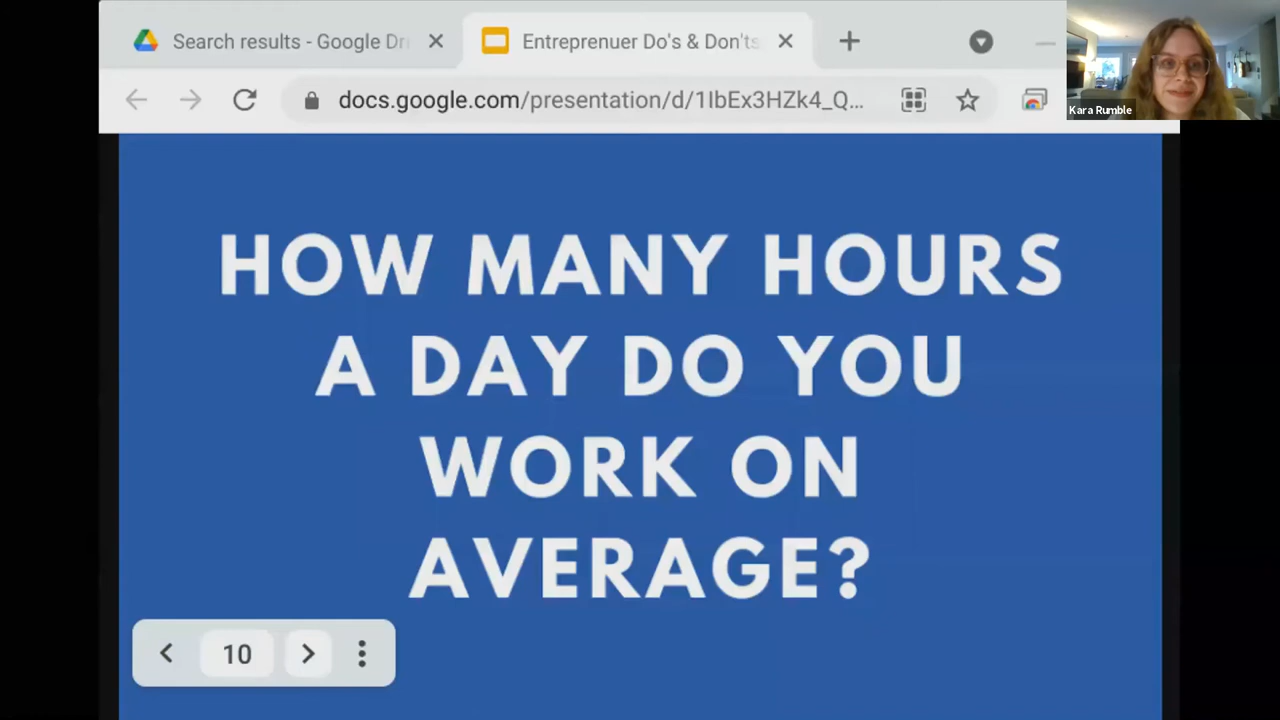 Search results - Google Dri
Entreprenuer Do's & Don'ts
docs.google.com/presentation/d/1IbEx3HZk4_Q...
Kara Rumble
HOW MANY HOURS
A DAY DO YOU
WORK ON
AVERAGE?
10